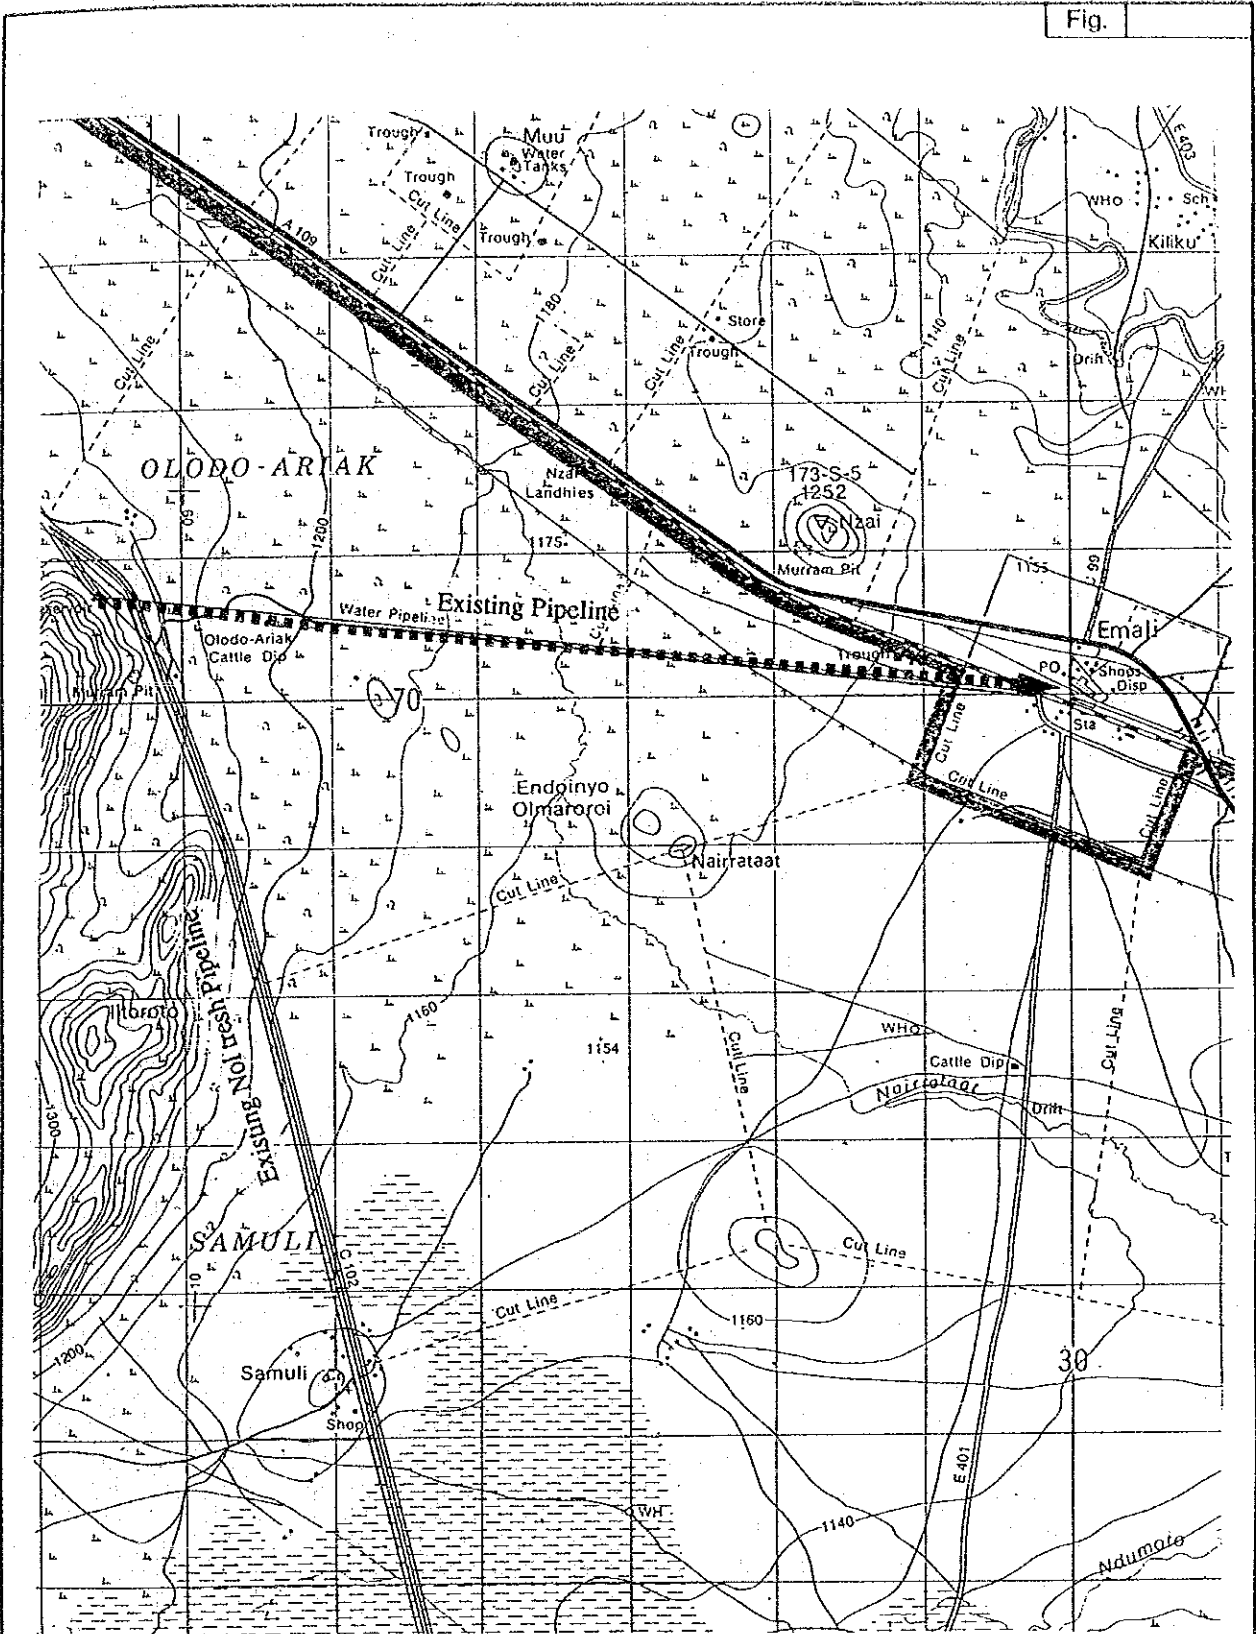 Fig.
Trough
Muu
Water
Tanks
Trough
Cut Line
Trough
Cut Line
A 109
E 403
WHO
Sch
Kiliku
1180
Store
Trough
Cut Line
Cut Line
Cut Line
1140
Cut Line
Drift
OLODO-ARIAK
Nzai
Landhies
173-S-5
1252
Nzai
Murram Pit
1200
1175
1155
C 99
Water Pipeline
Existing Pipeline
Olodo-Ariak
Cattle Dip
Trough
Emali
PO
Shops
Disp
Sta
Murram Pit
70
Cut Line
Cut Line
Cut Line
Endoinyo
Olmaroroi
Nairrataat
Cut Line
Existing Nol tresh Pipeline
Iltoroto
1160
1154
WHO
Cut Line
Cut Line
Cattle Dip
Nairrataat
Drift
1300
SAMULI
C 102
10
Cut Line
Cut Line
1160
1200
Samuli
Shop
30
E 401
WH
1140
Ndumoto